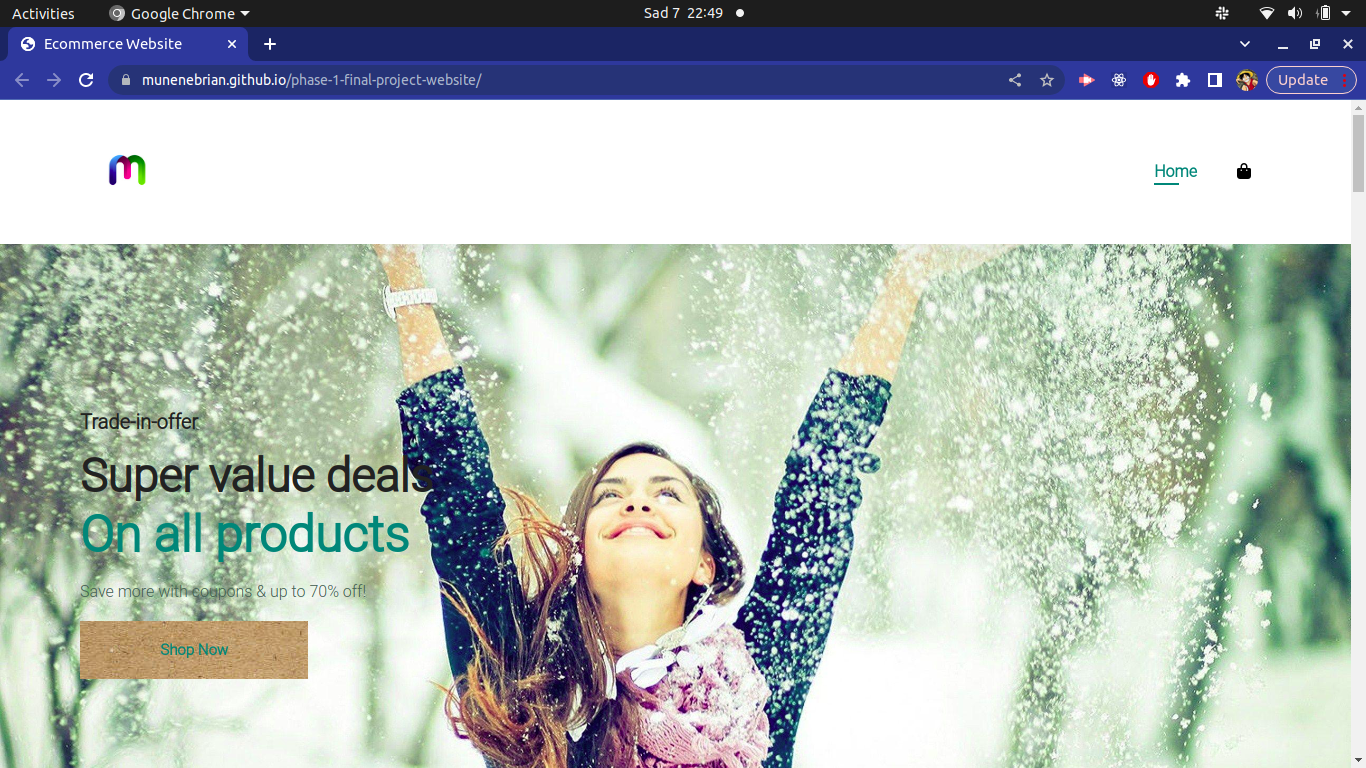 Activities
Google Chrome
Sad 7 22:49
Ecommerce Website
munenebrian.github.io/phase-1-final-project-website/
Update
m
Home
Trade-in-offer
Super value deals
On all products
Save more with coupons & up to 70% off!
Shop Now